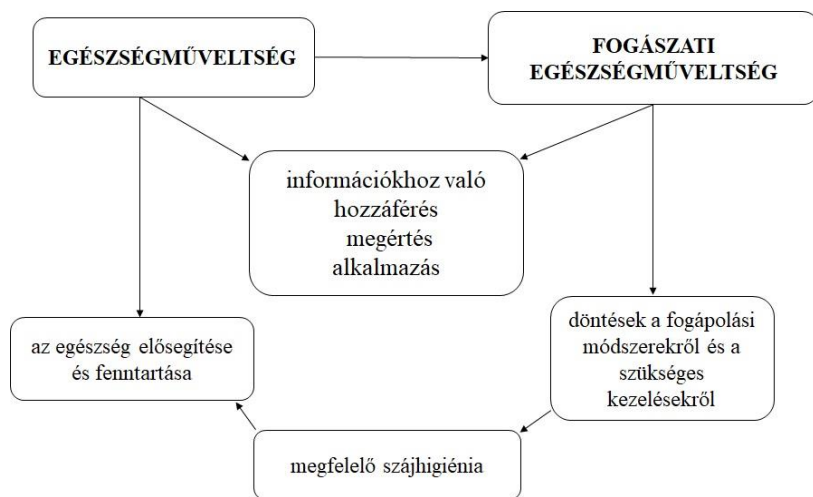 EGÉSZSÉGMŰVELTSÉG
FOGÁSZATI
EGÉSZSÉGMŰVELTSÉG
információkhoz való
hozzáférés
megértés
alkalmazás
az egészség elősegítése
és fenntartása
döntések a fogápolási
módszerekről és a
szükséges
kezelésekről
megfelelő szájhigiénia